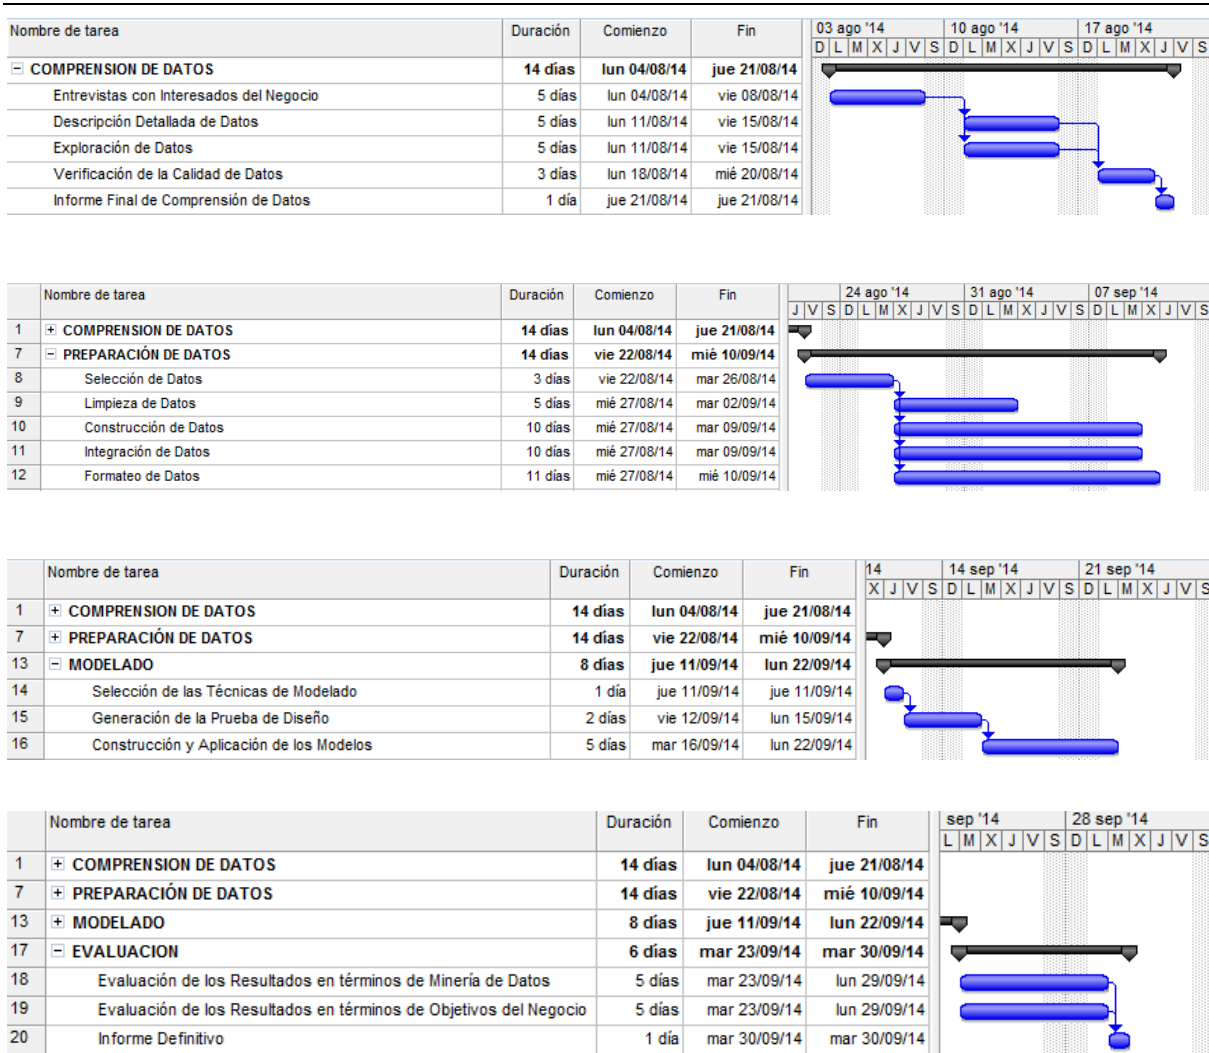 Nombre de tarea Duración Comienzo Fin 03 ago '14 10 ago '14 17 ago '14
D L M X J V S D L M X J V S D L M X J V S
COMPRENSION DE DATOS 14 días lun 04/08/14 jue 21/08/14
Entrevistas con Interesados del Negocio 5 días lun 04/08/14 vie 08/08/14
Descripción Detallada de Datos 5 días lun 11/08/14 vie 15/08/14
Exploración de Datos 5 días lun 11/08/14 vie 15/08/14
Verificación de la Calidad de Datos 3 días lun 18/08/14 mié 20/08/14
Informe Final de Comprensión de Datos 1 día jue 21/08/14 jue 21/08/14
Nombre de tarea Duración Comienzo Fin 24 ago '14 31 ago '14 07 sep '14
J V S D L M X J V S D L M X J V S D L M X J V S
1 COMPRENSION DE DATOS 14 días lun 04/08/14 jue 21/08/14
7 PREPARACIÓN DE DATOS 14 días vie 22/08/14 mié 10/09/14
8 Selección de Datos 3 días vie 22/08/14 mar 26/08/14
9 Limpieza de Datos 5 días mié 27/08/14 mar 02/09/14
10 Construcción de Datos 10 días mié 27/08/14 mar 09/09/14
11 Integración de Datos 10 días mié 27/08/14 mar 09/09/14
12 Formateo de Datos 11 días mié 27/08/14 mié 10/09/14
Nombre de tarea Duración Comienzo Fin 14 14 sep '14 21 sep '14
X J V S D L M X J V S D L M X J V S
1 COMPRENSION DE DATOS 14 días lun 04/08/14 jue 21/08/14
7 PREPARACIÓN DE DATOS 14 días vie 22/08/14 mié 10/09/14
13 MODELADO 8 días jue 11/09/14 lun 22/09/14
14 Selección de las Técnicas de Modelado 1 día jue 11/09/14 jue 11/09/14
15 Generación de la Prueba de Diseño 2 días vie 12/09/14 lun 15/09/14
16 Construcción y Aplicación de los Modelos 5 días mar 16/09/14 lun 22/09/14
Nombre de tarea Duración Comienzo Fin sep '14 28 sep '14
L M X J V S D L M X J V S
1 COMPRENSION DE DATOS 14 días lun 04/08/14 jue 21/08/14
7 PREPARACIÓN DE DATOS 14 días vie 22/08/14 mié 10/09/14
13 MODELADO 8 días jue 11/09/14 lun 22/09/14
17 EVALUACION 6 días mar 23/09/14 mar 30/09/14
18 Evaluación de los Resultados en términos de Minería de Datos 5 días mar 23/09/14 lun 29/09/14
19 Evaluación de los Resultados en términos de Objetivos del Negocio 5 días mar 23/09/14 lun 29/09/14
20 Informe Definitivo 1 día mar 30/09/14 mar 30/09/14